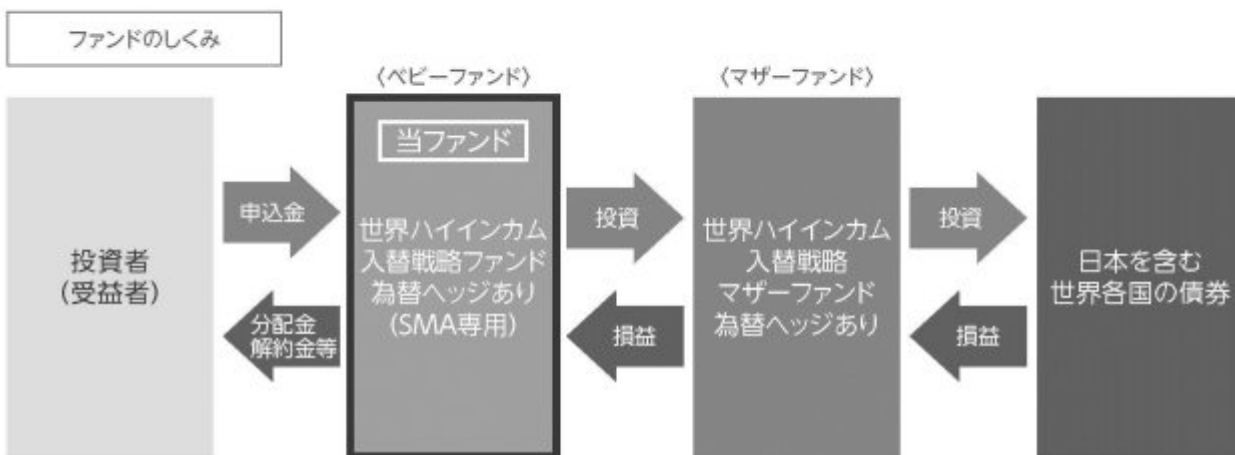 ファンドのしくみ
〈ベビーファンド〉
〈マザーファンド〉
投資者
(受益者)
申込金
分配金
解約金等
当ファンド
世界ハイインカム
入替戦略ファンド
為替ヘッジあり
(SMA専用)
投資
損益
世界ハイインカム
入替戦略
マザーファンド
為替ヘッジあり
投資
損益
日本を含む
世界各国の債券